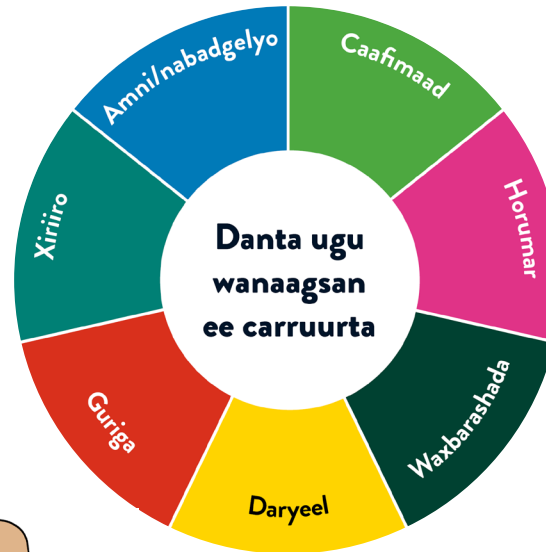 Amni/nabadgelyo
Caafimaad
Horumar
Waxbarashada
Daryeel
Guriga
Xiriiro
Danta ugu
wanaagsan
ee carruurta